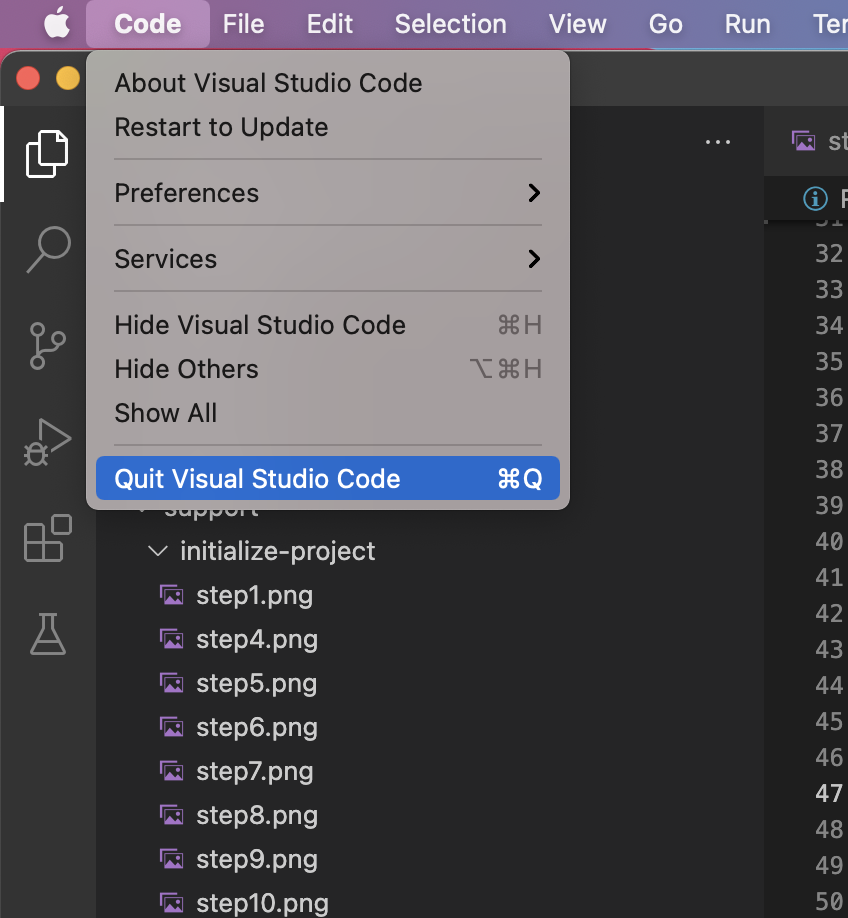 Code File Edit Selection View Go Run
About Visual Studio Code
Restart to Update
Preferences
Services
Hide Visual Studio Code ⌘H
Hide Others ⌥⌘H
Show All
Quit Visual Studio Code ⌘Q
support
initialize-project
step1.png
step4.png
step5.png
step6.png
step7.png
step8.png
step9.png
step10.png
31
32
33
34
35
36
37
38
39
40
41
42
43
44
45
46
47
48
49
50